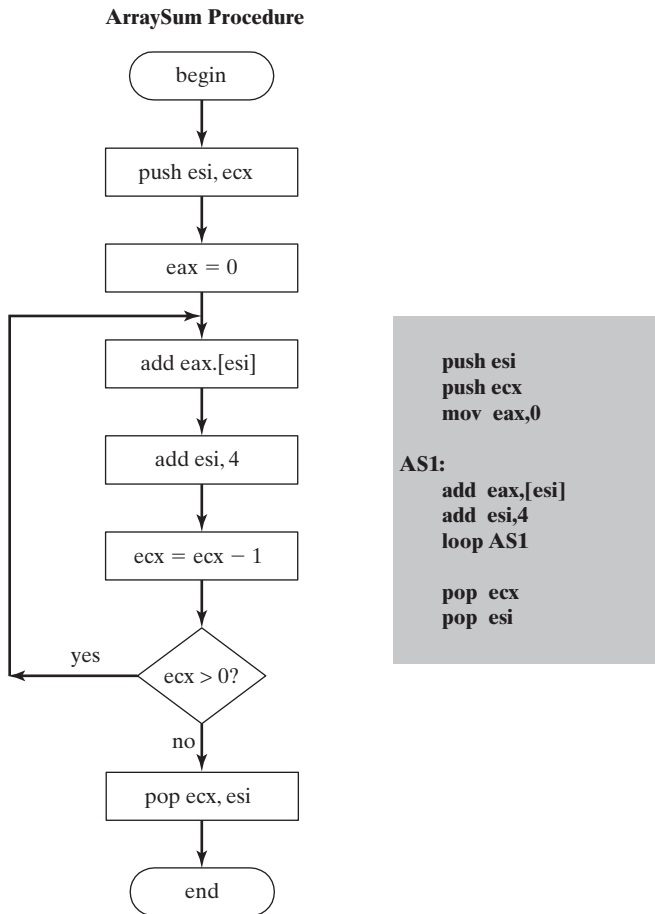 ArraySum Procedure
begin
push esi, ecx
eax = 0
add eax.[esi]
add esi, 4
ecx = ecx − 1
ecx > 0?
yes
no
pop ecx, esi
end
push esi
push ecx
mov eax,0
AS1:
add eax,[esi]
add esi,4
loop AS1
pop ecx
pop esi